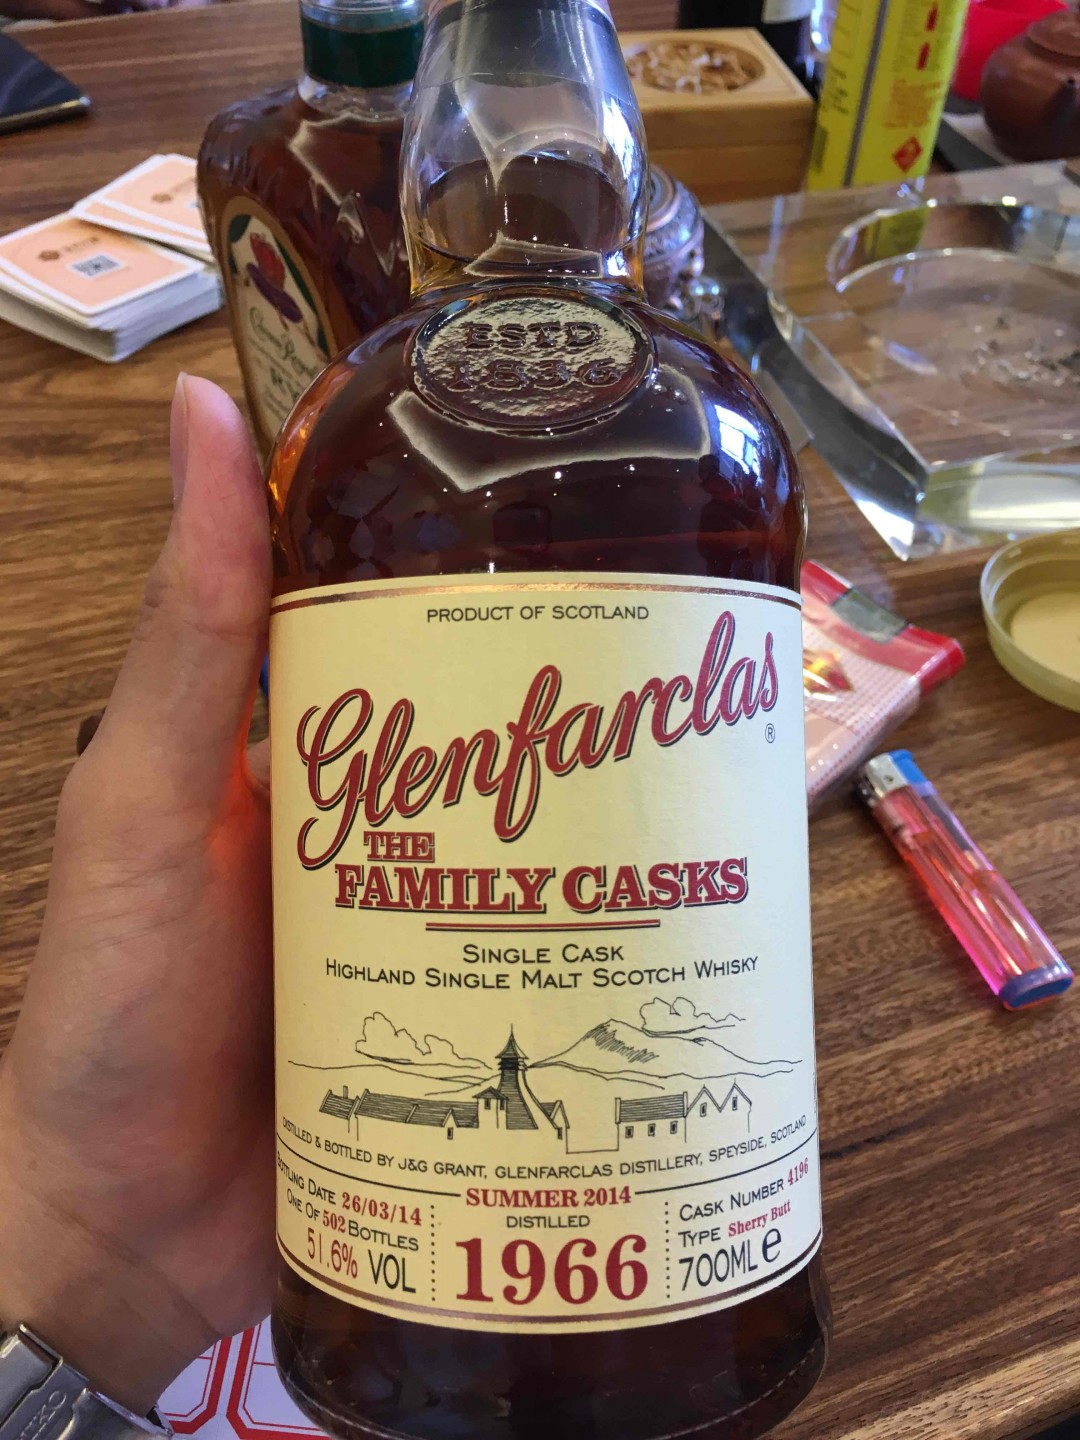 ESTD
1836
PRODUCT OF SCOTLAND
Glenfarclas
®
THE
FAMILY CASKS
SINGLE CASK
HIGHLAND SINGLE MALT SCOTCH WHISKY
DISTILLED & BOTTLED BY J&G GRANT, GLENFARCLAS DISTILLERY, SPEYSIDE, SCOTLAND
BOTTLING DATE 26/03/14
ONE OF 502 BOTTLES
51.6% VOL
SUMMER 2014
DISTILLED
1966
CASK NUMBER 4196
TYPE Sherry Butt
700ML e
Crown Royal